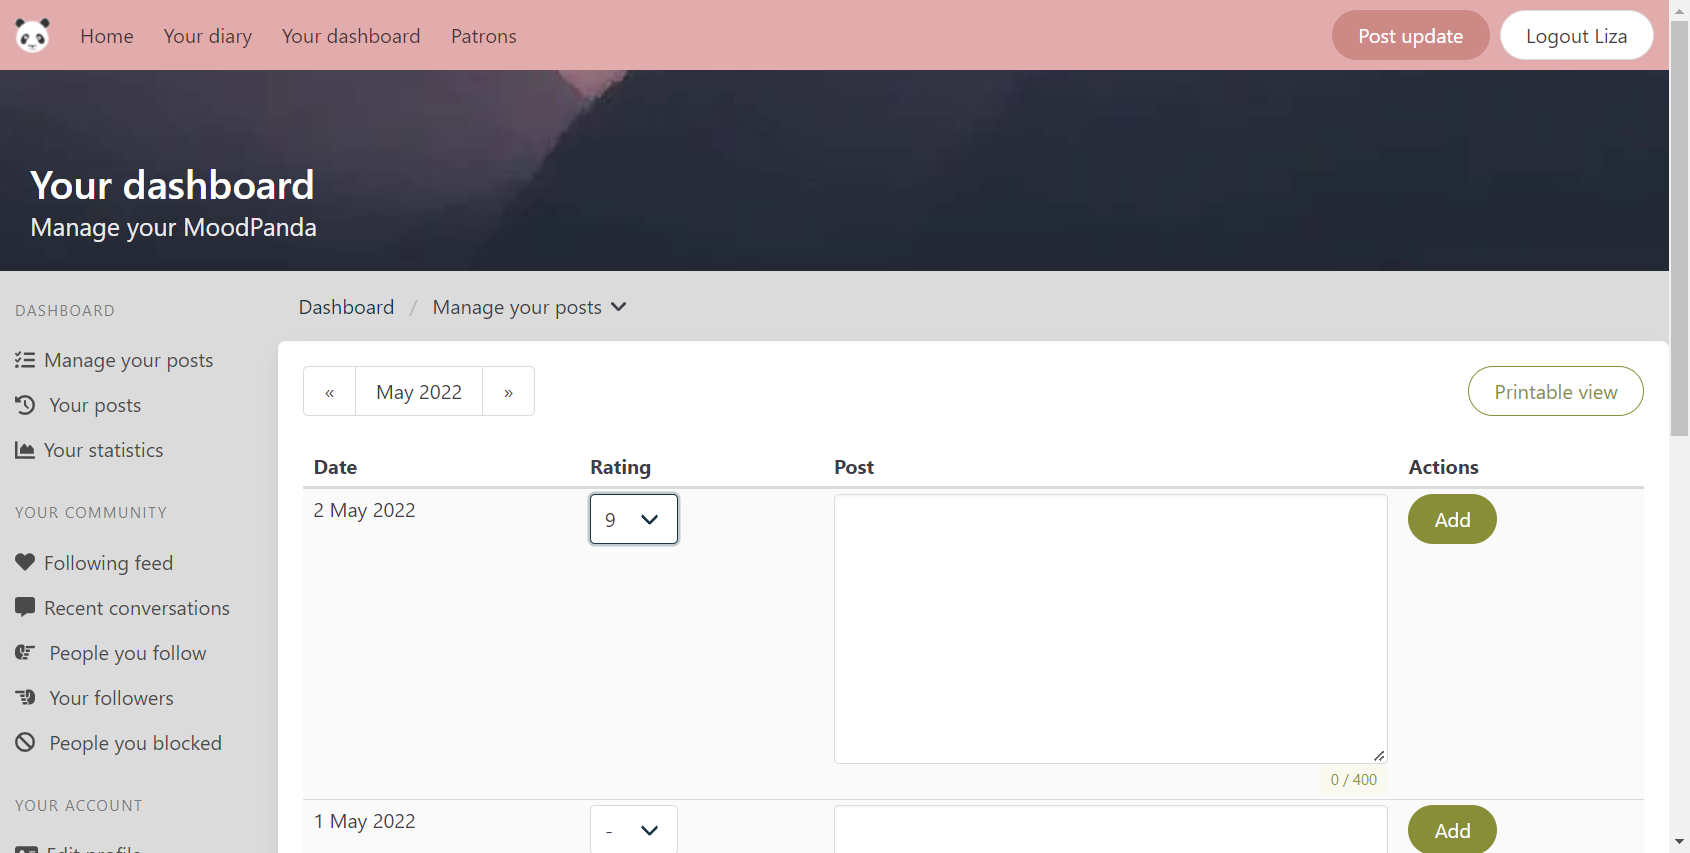 Home
Your diary
Your dashboard
Patrons
Post update
Logout Liza
Your dashboard
Manage your MoodPanda
DASHBOARD
Manage your posts
Your posts
Your statistics
YOUR COMMUNITY
Following feed
Recent conversations
People you follow
Your followers
People you blocked
YOUR ACCOUNT
Edit profile
Dashboard / Manage your posts
« May 2022 »
Printable view
Date Rating Post Actions
2 May 2022 9 Add
0 / 400
1 May 2022 - Add